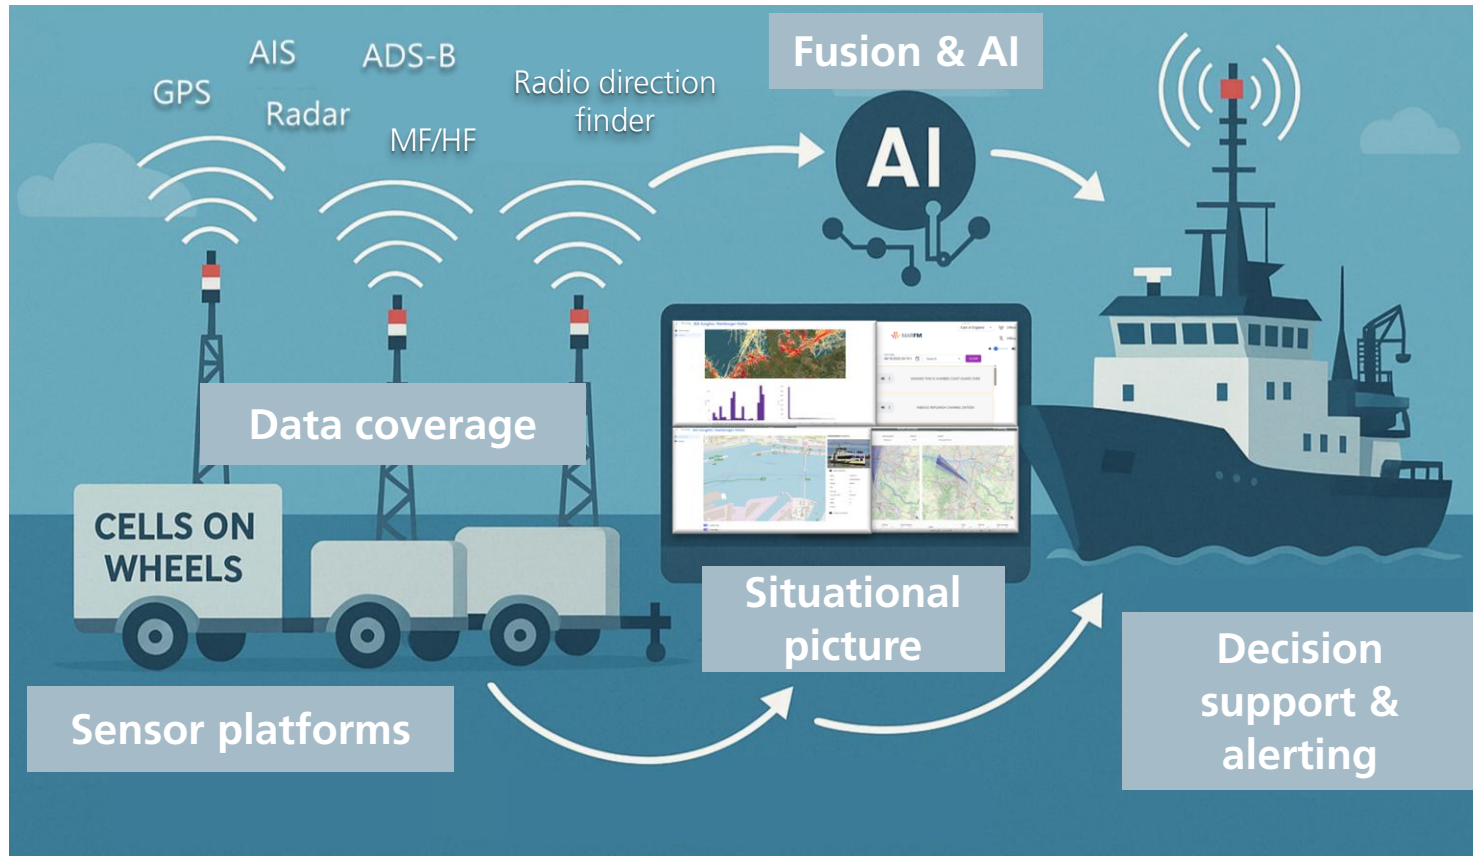 AIS
ADS-B
GPS
Radar
MF/HF
Radio direction
finder
Fusion & AI
AI
Data coverage
CELLS ON
WHEELS
MARFM
Situational
picture
Sensor platforms
Decision
support &
alerting